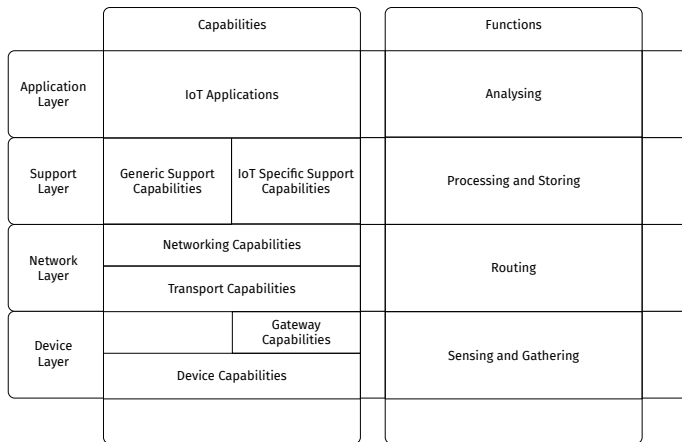 Capabilities
Functions
Application
Layer
IoT Applications
Analysing
Support
Layer
Generic Support
Capabilities
IoT Specific Support
Capabilities
Processing and Storing
Network
Layer
Networking Capabilities
Transport Capabilities
Routing
Device
Layer
Gateway
Capabilities
Device Capabilities
Sensing and Gathering